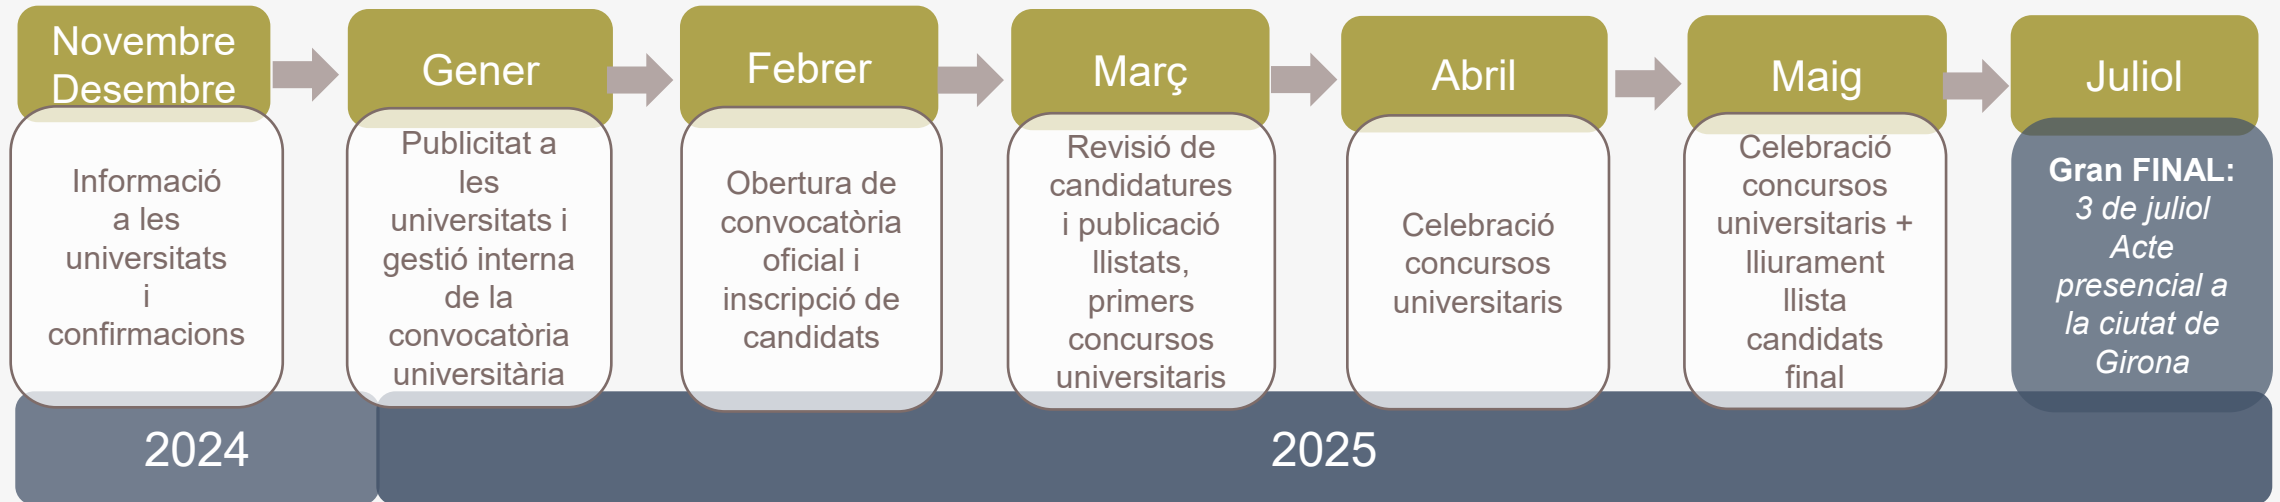 Novembre
Desembre
Informació
a les
universitats
i
confirmacions
Gener
Publicitat a
les
universitats i
gestió interna
de la
convocatòria
universitària
Febrer
Obertura de
convocatòria
oficial i
inscripció de
candidats
Març
Revisió de
candidatures
i publicació
llistats,
primers
concursos
universitaris
Abril
Celebració
concursos
universitaris
Maig
Celebració
concursos
universitaris +
lliurament
llista
candidats
final
Juliol
Gran FINAL:
3 de juliol
Acte
presencial a
la ciutat de
Girona
2024
2025